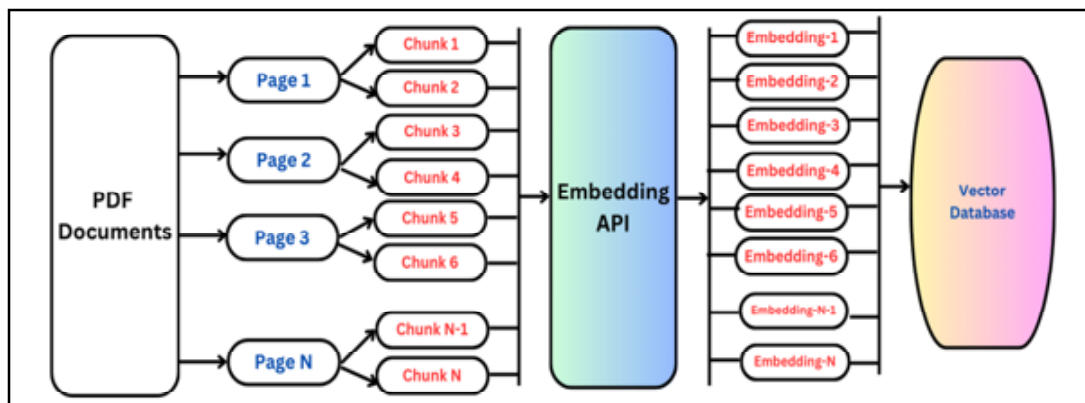 PDF
Documents
Page 1
Page 2
Page 3
Page N
Chunk 1
Chunk 2
Chunk 3
Chunk 4
Chunk 5
Chunk 6
Chunk N-1
Chunk N
Embedding
API
Embedding-1
Embedding-2
Embedding-3
Embedding-4
Embedding-5
Embedding-6
Embedding-N-1
Embedding-N
Vector
Database